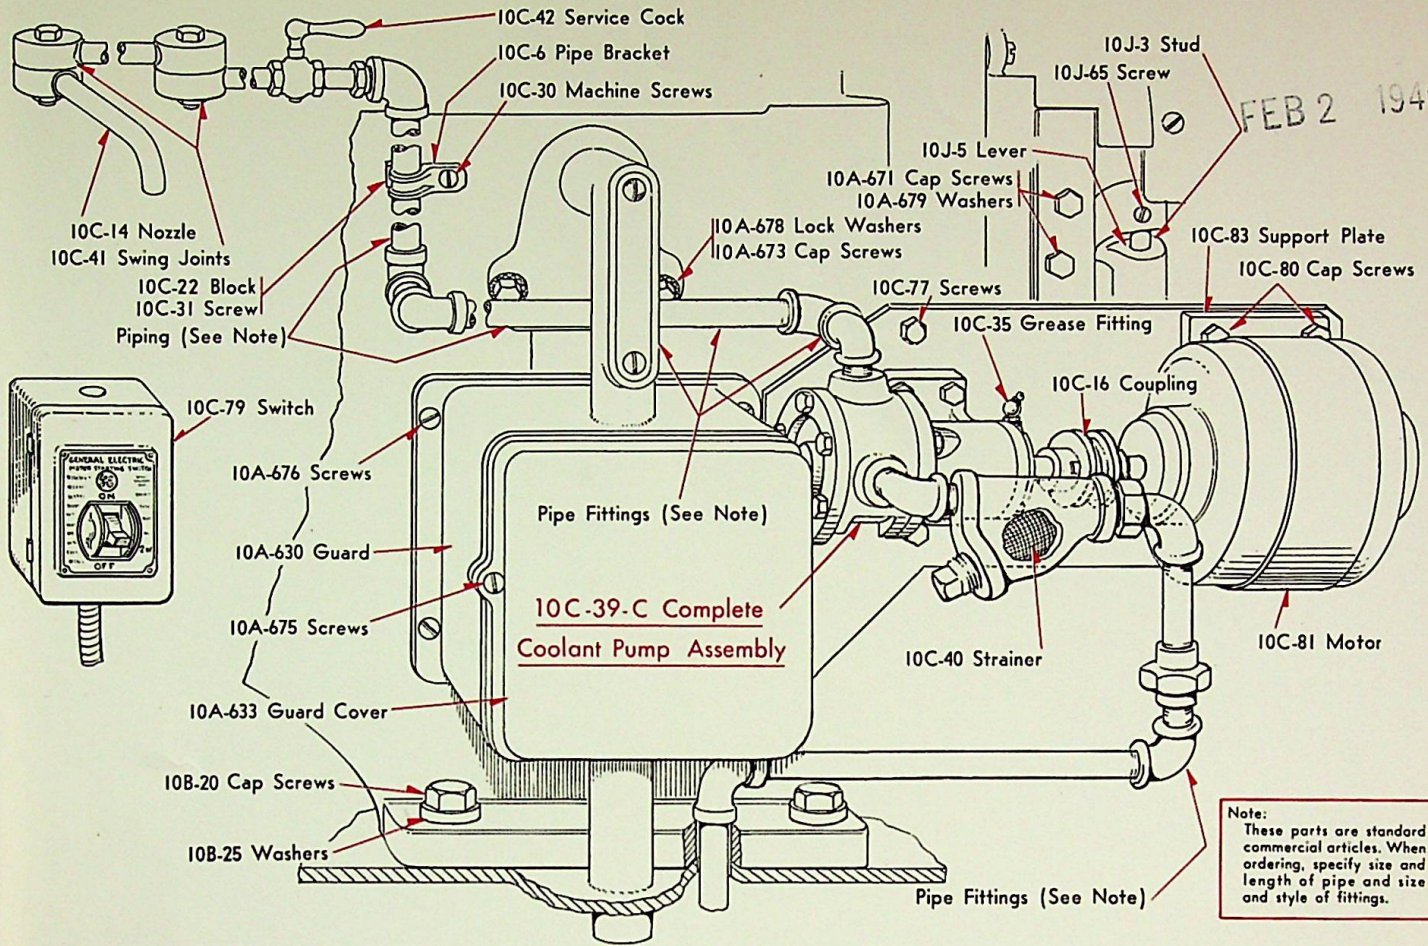 10C-42 Service Cock
10C-6 Pipe Bracket
10C-30 Machine Screws
10J-3 Stud
10J-65 Screw
FEB 2 194
10J-5 Lever
10A-671 Cap Screws
10A-679 Washers
10C-14 Nozzle
10C-41 Swing Joints
10C-22 Block
10C-31 Screw
Piping (See Note)
10A-678 Lock Washers
10A-673 Cap Screws
10C-83 Support Plate
10C-80 Cap Screws
10C-77 Screws
10C-35 Grease Fitting
10C-16 Coupling
10C-79 Switch
GENERAL ELECTRIC
MOTOR STARTING SWITCH
ON
OFF
10A-676 Screws
Pipe Fittings (See Note)
10A-630 Guard
10C-39-C Complete
Coolant Pump Assembly
10A-675 Screws
10C-40 Strainer
10C-81 Motor
10A-633 Guard Cover
10B-20 Cap Screws
10B-25 Washers
Pipe Fittings (See Note)
Note:
These parts are standard
commercial articles. When
ordering, specify size and
length of pipe and size
and style of fittings.